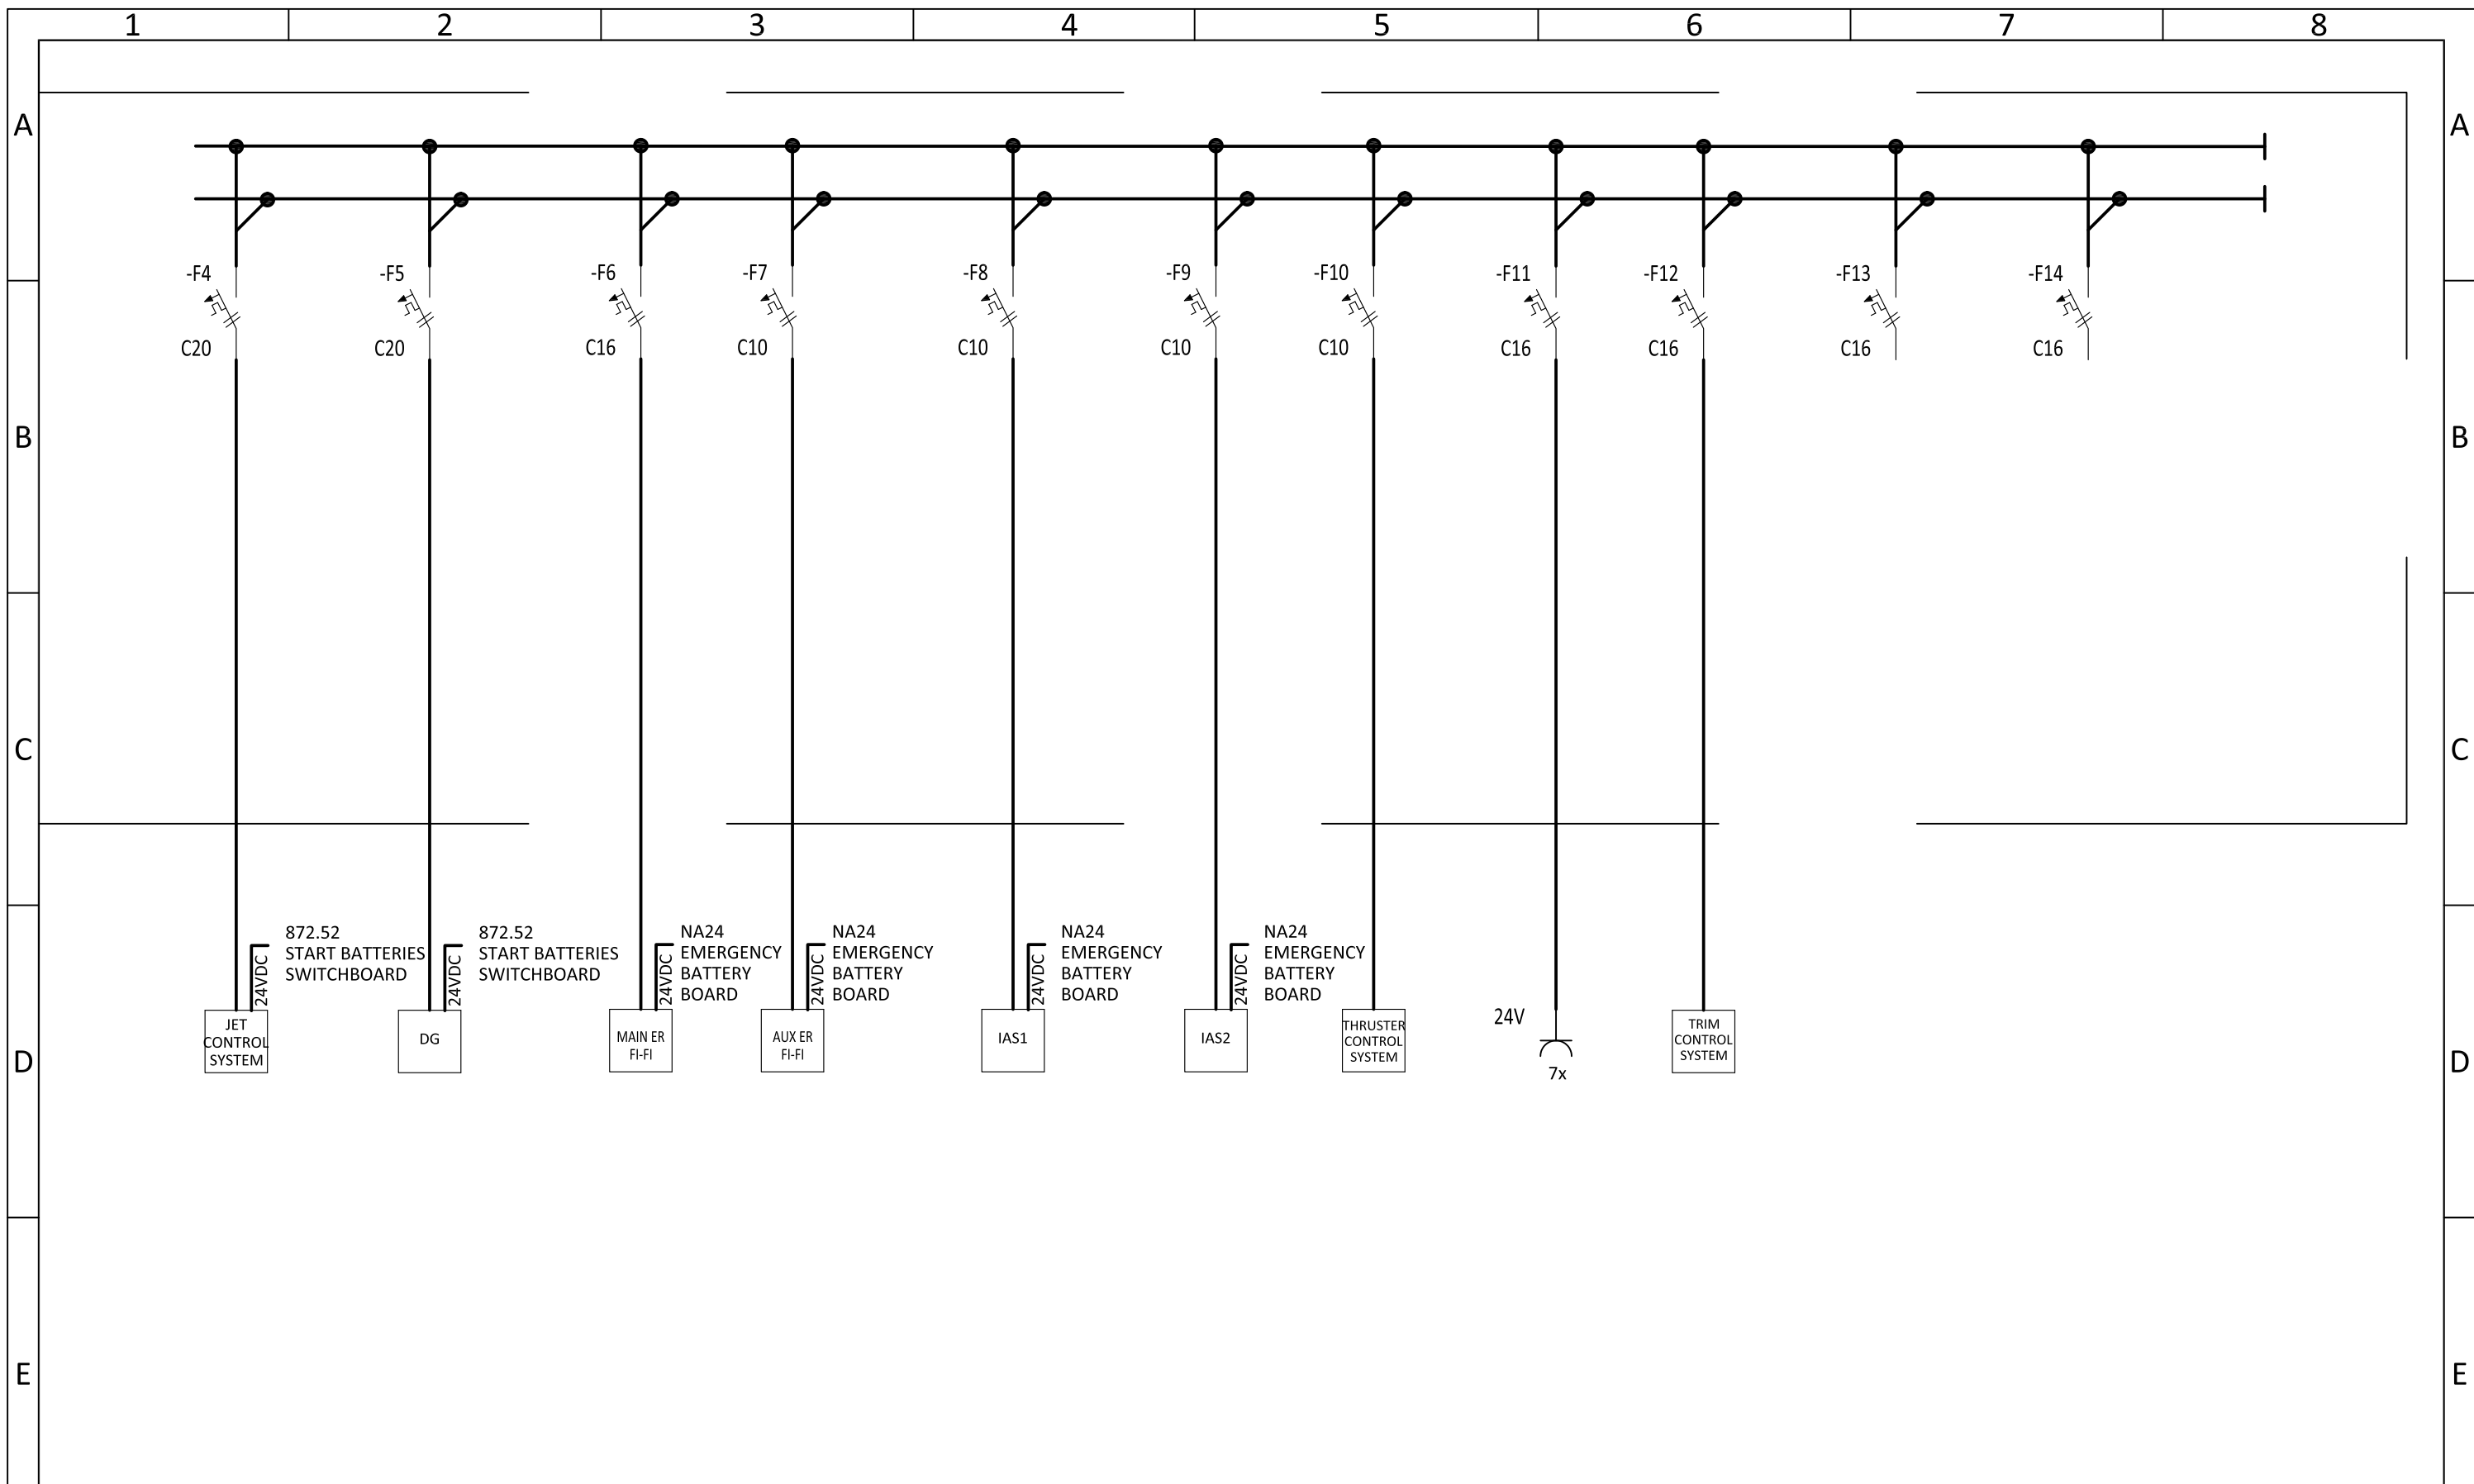 1 2 3 4 5 6 7 8
A A
-F4 -F5 -F6 -F7 -F8 -F9 -F10 -F11 -F12 -F13 -F14
C20 C20 C16 C10 C10 C10 C10 C16 C16 C16 C16
B B
C C
872.52
START BATTERIES
SWITCHBOARD
24VDC
872.52
START BATTERIES
SWITCHBOARD
24VDC
NA24
EMERGENCY
BATTERY
BOARD
24VDC
NA24
EMERGENCY
BATTERY
BOARD
24VDC
NA24
EMERGENCY
BATTERY
BOARD
24VDC
NA24
EMERGENCY
BATTERY
BOARD
24VDC
JET
CONTROL
SYSTEM
DG
MAIN ER
FI-FI
AUX ER
FI-FI
IAS1
IAS2
THRUSTER
CONTROL
SYSTEM
24V
7x
TRIM
CONTROL
SYSTEM
D D
E E